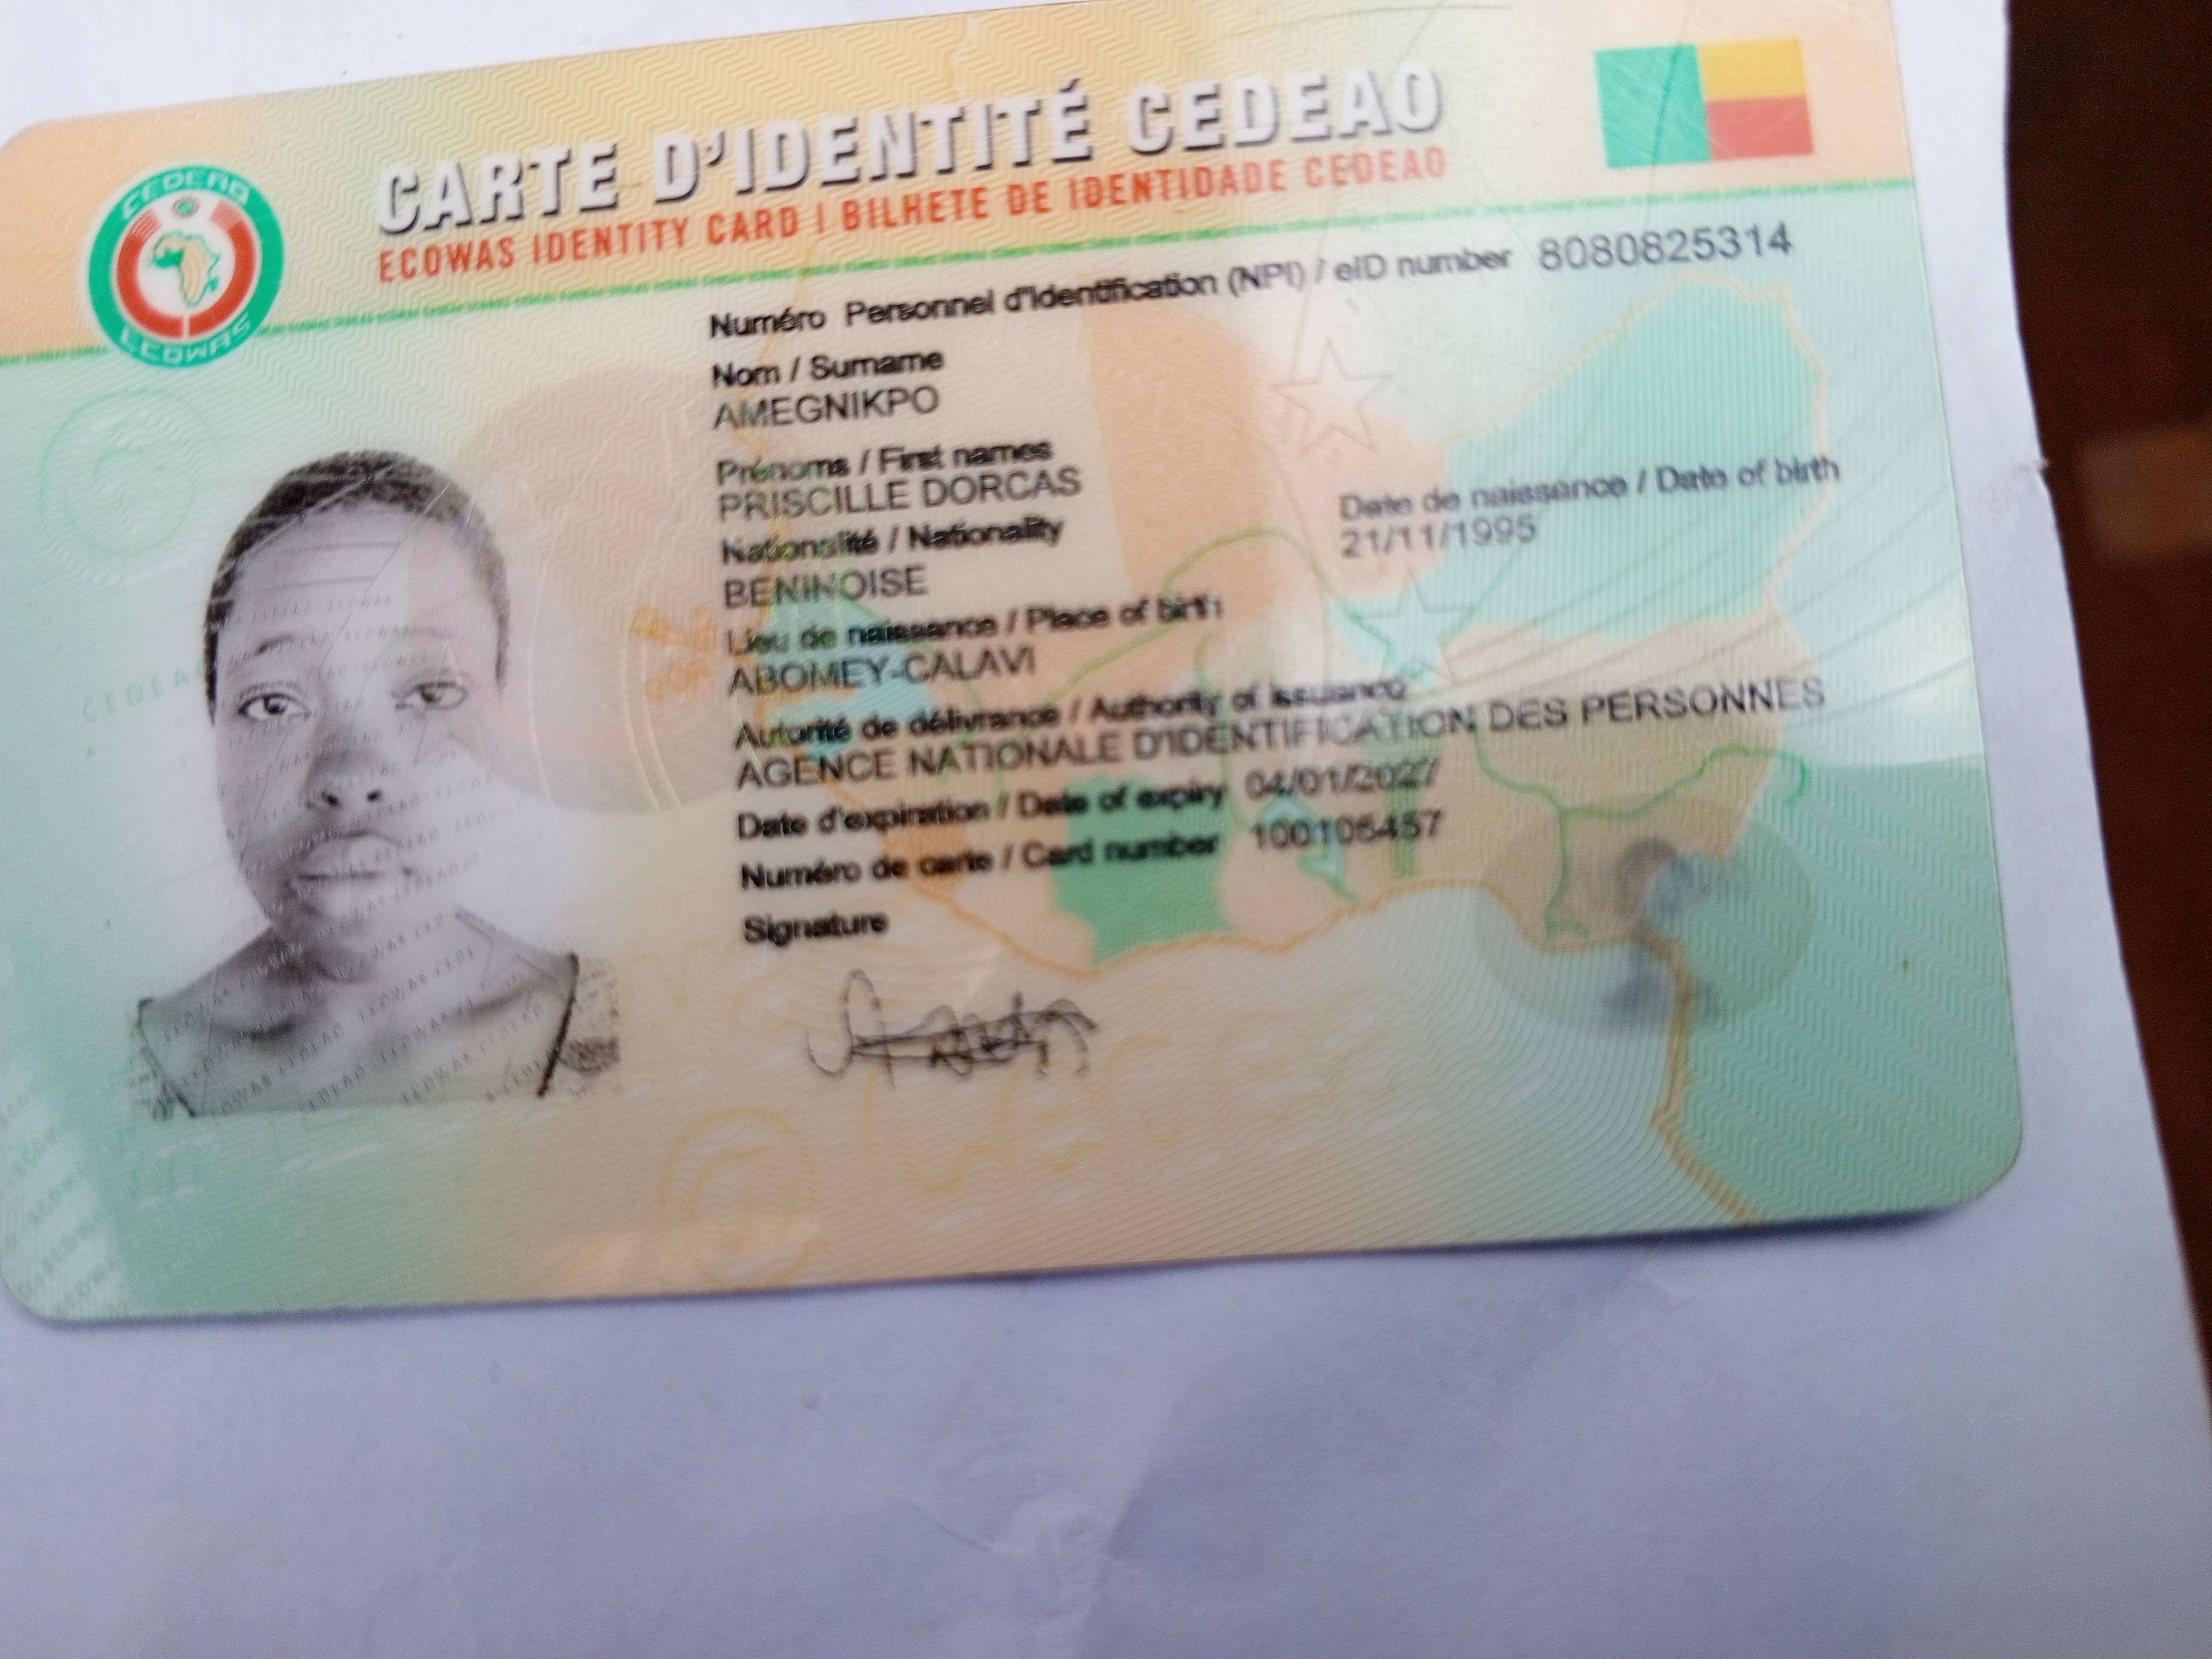 CARTE D'IDENTITÉ CEDEAO
ECOWAS IDENTITY CARD | BILHETE DE IDENTIDADE CEDEAO
CEDEAO
ECOWAS
Numéro Personnel d'Identification (NPI) / eID number 8080825314
Nom / Surname
AMEGNIKPO
Prénoms / First names
PRISCILLE DORCAS
Nationalité / Nationality
BENINOISE
Date de naissance / Date of birth
21/11/1995
Lieu de naissance / Place of birth
ABOMEY-CALAVI
Autorité de délivrance / Authority of issuance
AGENCE NATIONALE D'IDENTIFICATION DES PERSONNES
Date d'expiration / Date of expiry 04/01/2027
Numéro de carte / Card number 100106457
Signature